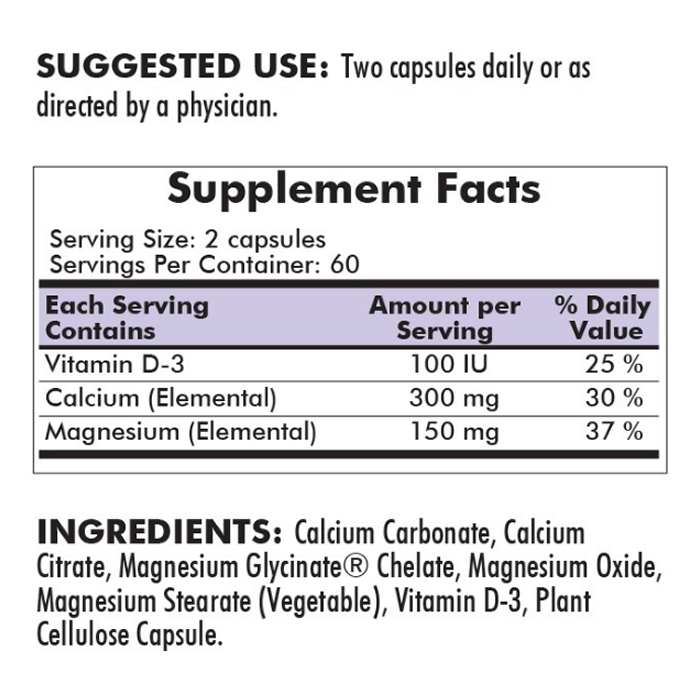 SUGGESTED USE: Two capsules daily or as
directed by a physician.
Supplement Facts
Serving Size: 2 capsules
Servings Per Container: 60
Each Serving Contains Amount per Serving % Daily Value
Vitamin D-3 100 IU 25 %
Calcium (Elemental) 300 mg 30 %
Magnesium (Elemental) 150 mg 37 %
INGREDIENTS: Calcium Carbonate, Calcium
Citrate, Magnesium Glycinate® Chelate, Magnesium Oxide,
Magnesium Stearate (Vegetable), Vitamin D-3, Plant
Cellulose Capsule.